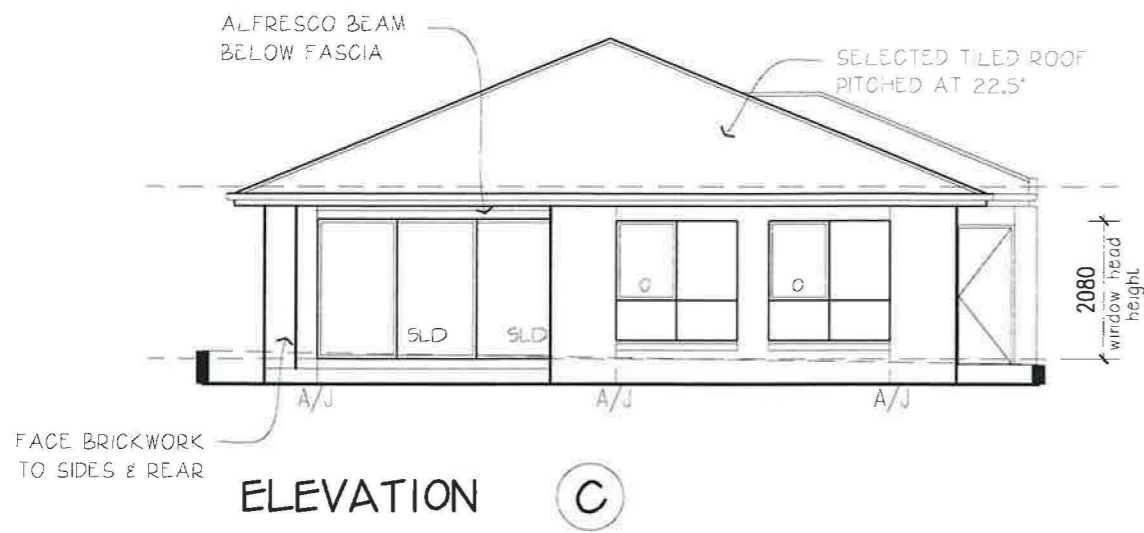 ALFRESCO BEAM
BELOW FASCIA
SELECTED TILED ROOF
PITCHED AT 22.5°
O
O
SLD
SLD
2080
window head
height
A/J
A/J
A/J
FACE BRICKWORK
TO SIDES & REAR
ELEVATION C